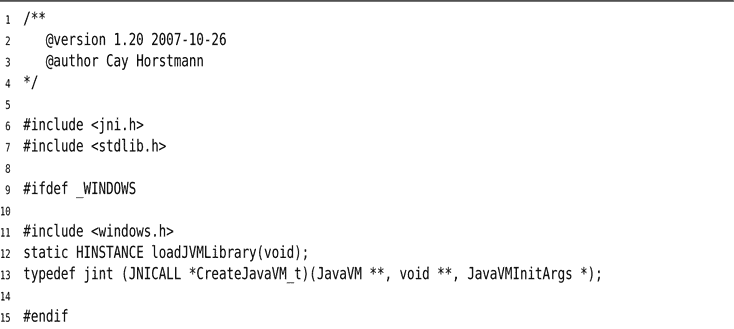 1 /**
2    @version 1.20 2007-10-26
3    @author Cay Horstmann
4 */
5
6 #include <jni.h>
7 #include <stdlib.h>
8
9 #ifdef _WINDOWS
10
11 #include <windows.h>
12 static HINSTANCE loadJVMLibrary(void);
13 typedef jint (JNICALL *CreateJavaVM_t)(JavaVM **, void **, JavaVMInitArgs *);
14
15 #endif